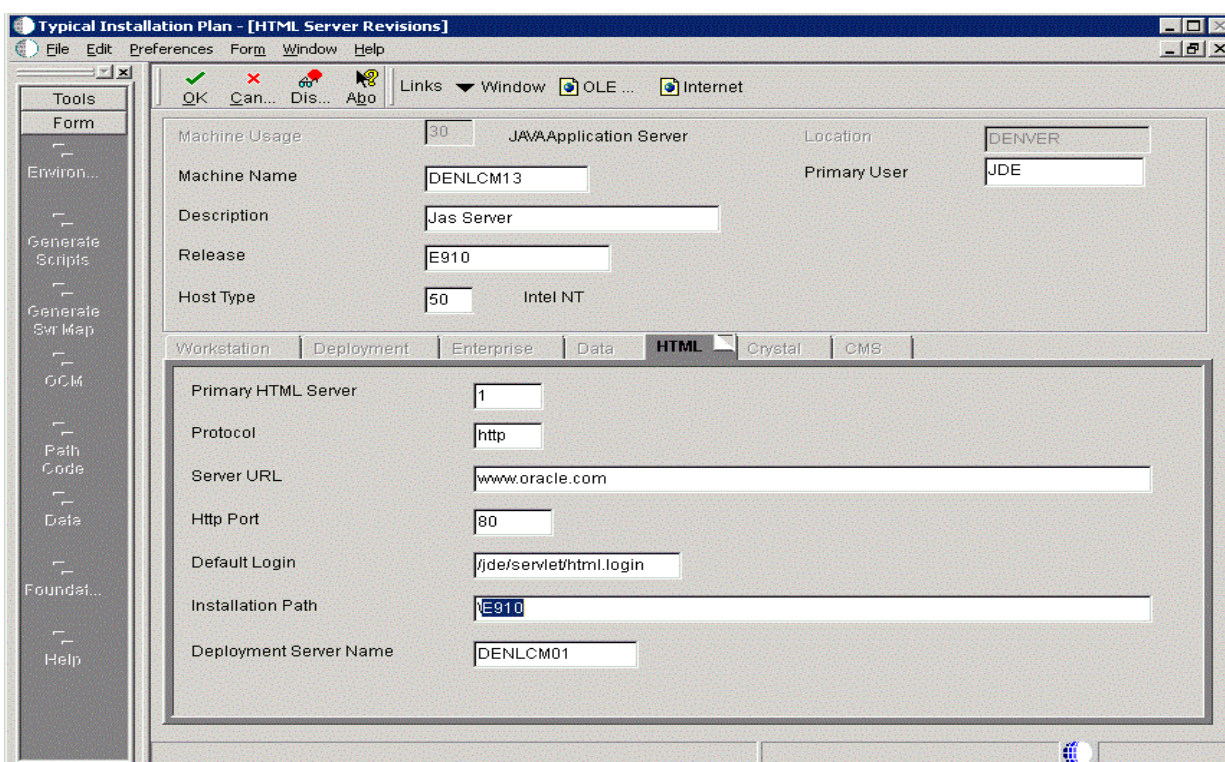 Typical Installation Plan - [HTML Server Revisions]
File Edit Preferences Form Window Help
Tools
Form
Environ...
Generate
Scripts
Generate
Svr Map
OCM
Path
Code
Data
Foundat...
Help
OK Can... Dis... Abo Links Window OLE ... Internet
Machine Usage 30 JAVAApplication Server Location DENVER
Machine Name DENLCM13 Primary User JDE
Description Jas Server
Release E910
Host Type 50 Intel NT
Workstation Deployment Enterprise Data HTML Crystal CMS
Primary HTML Server 1
Protocol http
Server URL www.oracle.com
Http Port 80
Default Login /jde/servlet/html.login
Installation Path \E910
Deployment Server Name DENLCM01